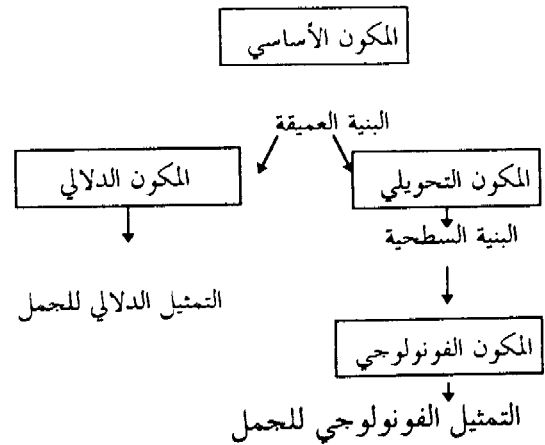 المكون الأساسي
البنية العميقة
المكون التحويلي
المكون الدلالي
البنية السطحية
التمثيل الدلالي للجمل
المكون الفونولوجي
التمثيل الفونولوجي للجمل